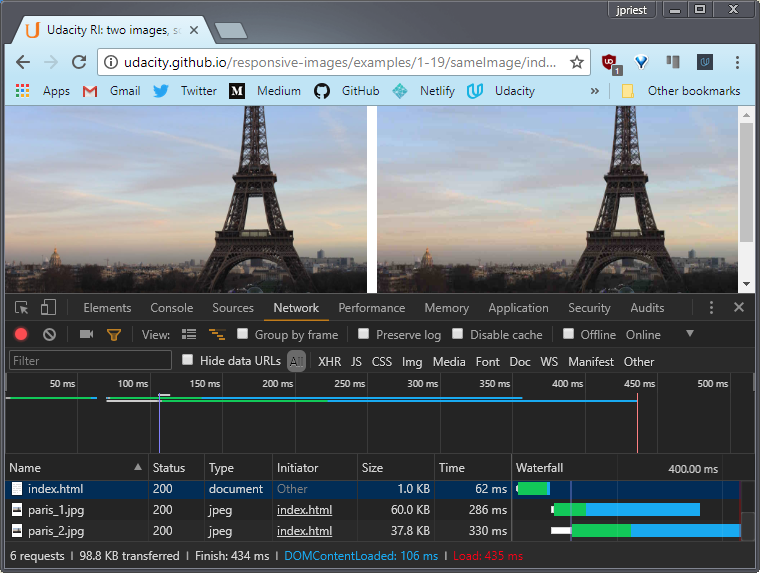 jpriest
Udacity RI: two images, sc
udacity.github.io/responsive-images/examples/1-19/sameImage/ind...
1
Apps Gmail Twitter Medium GitHub Netlify Udacity » Other bookmarks
Elements Console Sources Network Performance Memory Application Security Audits
View: Group by frame Preserve log Disable cache Offline Online
Filter Hide data URLs All XHR JS CSS Img Media Font Doc WS Manifest Other
50 ms 100 ms 150 ms 200 ms 250 ms 300 ms 350 ms 400 ms 450 ms 500 ms
Name Status Type Initiator Size Time Waterfall 400.00 ms
index.html 200 document Other 1.0 KB 62 ms
paris_1.jpg 200 jpeg index.html 60.0 KB 286 ms
paris_2.jpg 200 jpeg index.html 37.8 KB 330 ms
6 requests | 98.8 KB transferred | Finish: 434 ms | DOMContentLoaded: 106 ms | Load: 435 ms